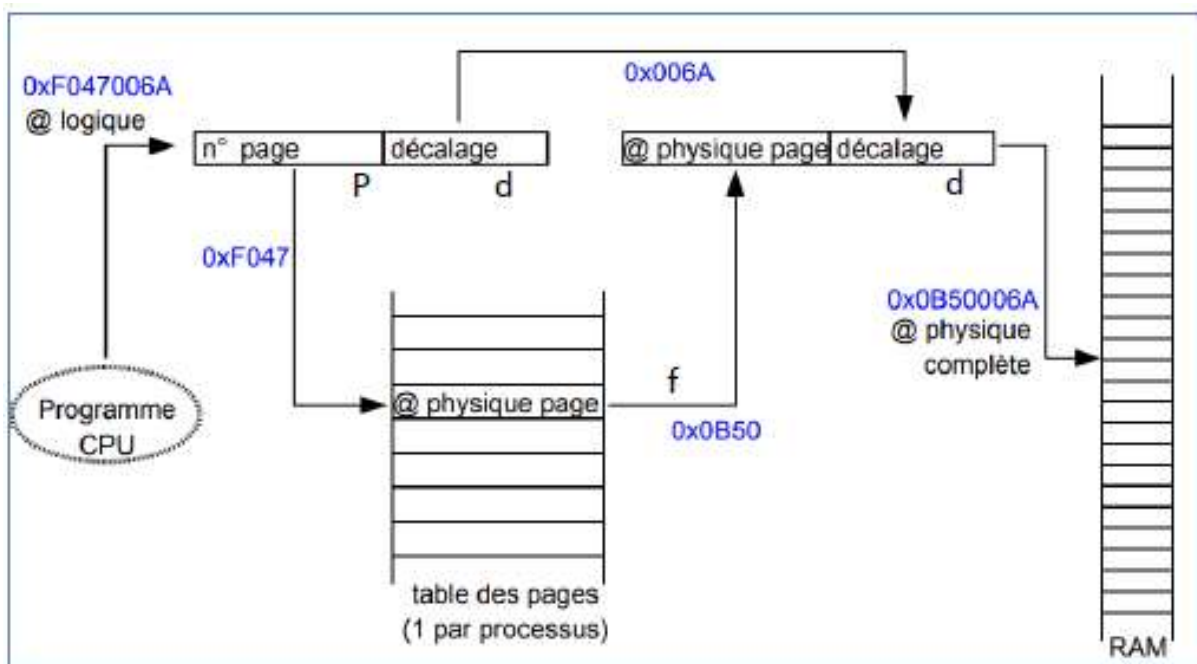 0xF047006A
@ logique
0x006A
n° page
décalage
P
d
@ physique page
décalage
d
0xF047
0x0B50006A
@ physique
complète
Programme
CPU
@ physique page
f
0x0B50
table des pages
(1 par processus)
RAM